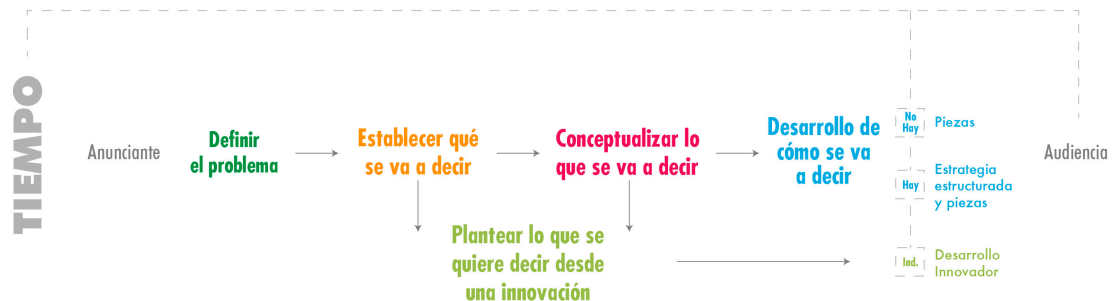 TIEMPO
Anunciante
Definir
el problema
Establecer qué
se va a decir
Conceptualizar lo
que se va a decir
Desarrollo de
cómo se va
a decir
No
Hay
Piezas
Hay
Estrategia
estructurada
y piezas
Audiencia
Plantear lo que se
quiere decir desde
una innovación
Ind.
Desarrollo
Innovador